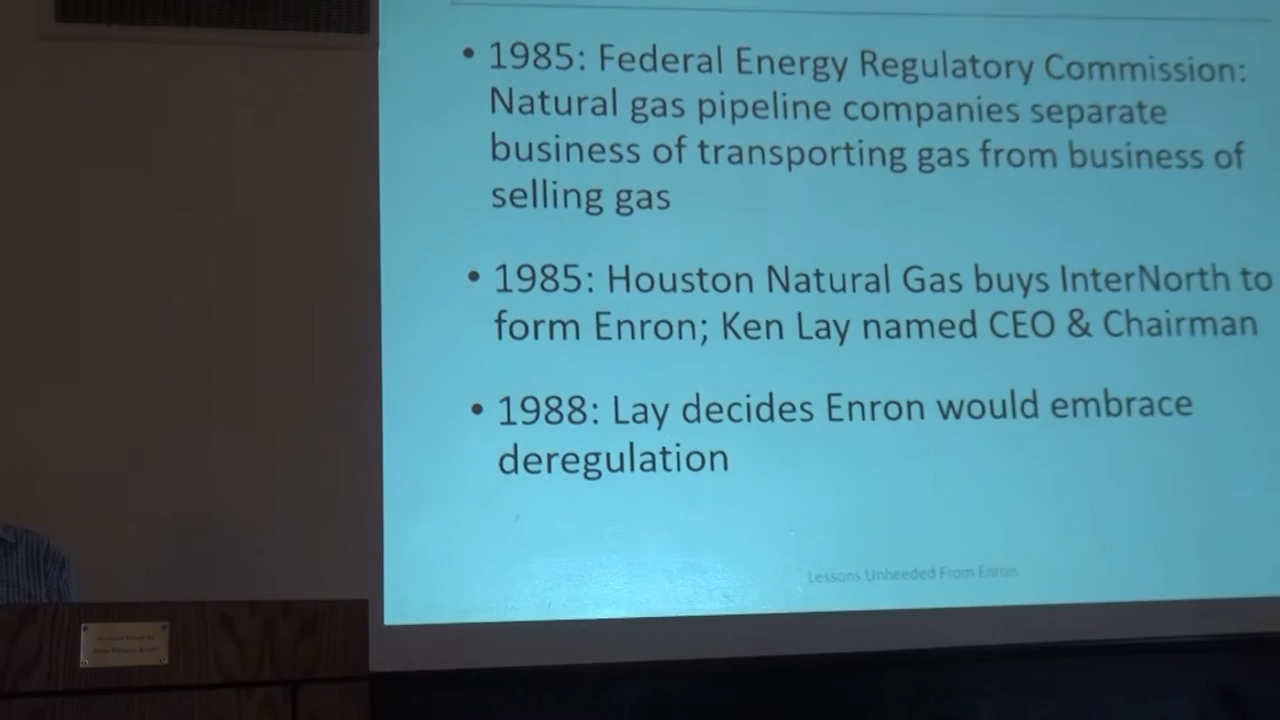 • 1985: Federal Energy Regulatory Commission:
Natural gas pipeline companies separate
business of transporting gas from business of
selling gas
• 1985: Houston Natural Gas buys InterNorth to
form Enron; Ken Lay named CEO & Chairman
• 1988: Lay decides Enron would embrace
deregulation
Lessons Unheeded From Enron